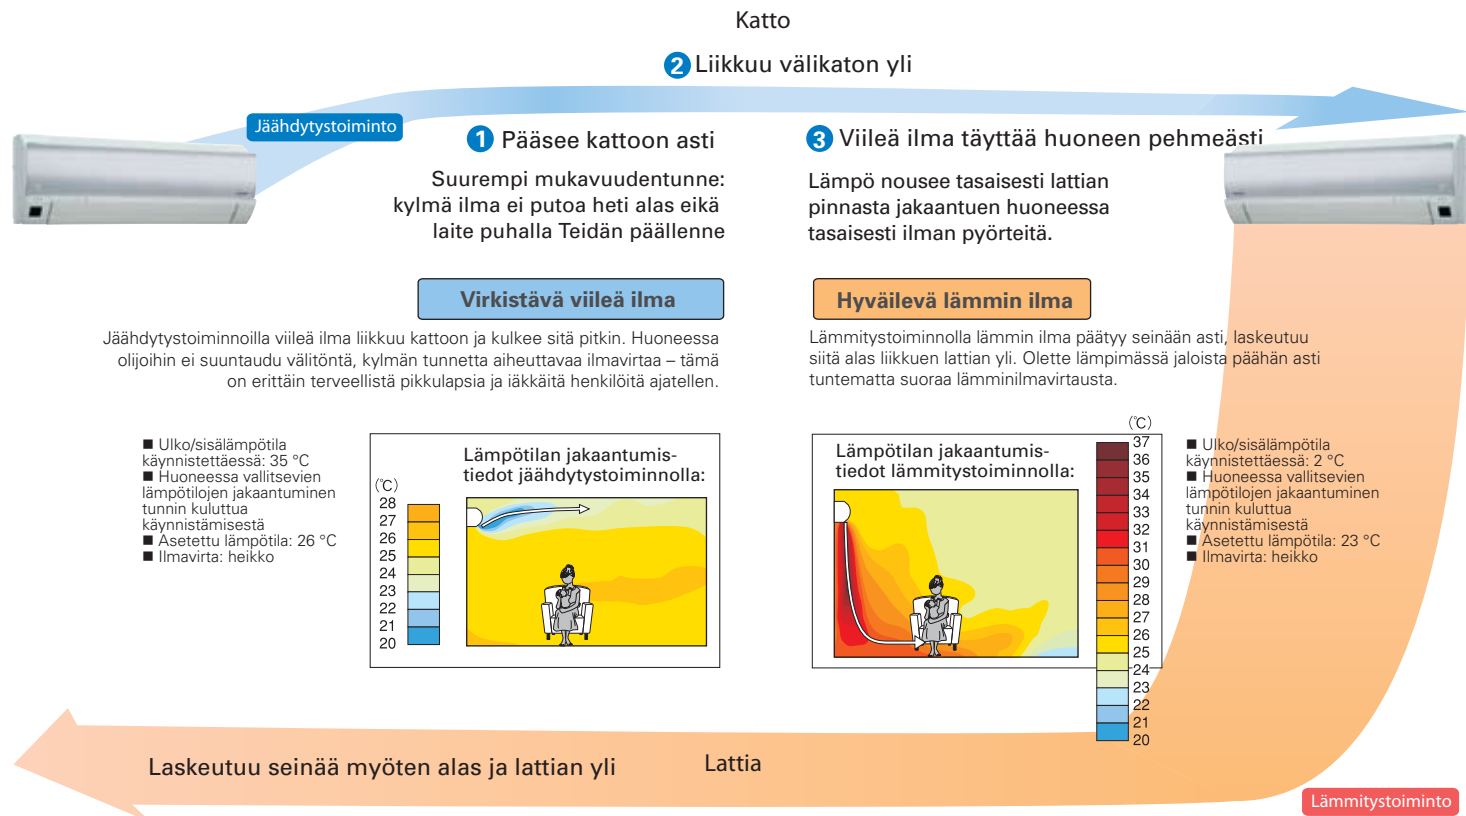 Katto
2 Liikkuu välikaton yli
Jäähdytystoiminto
1 Pääsee kattoon asti
Suurempi mukavuudentunne:
kylmä ilma ei putoa heti alas eikä
laite puhalla Teidän päällenne
3 Viileä ilma täyttää huoneen pehmeästi
Lämpö nousee tasaisesti lattian
pinnasta jakaantuen huoneessa
tasaisesti ilman pyörteitä.
Virkistävä viileä ilma
Jäähdytystoiminnoilla viileä ilma liikkuu kattoon ja kulkee sitä pitkin. Huoneessa
olijoihin ei suuntaudu välitöntä, kylmän tunnetta aiheuttavaa ilmavirtaa – tämä
on erittäin terveellistä pikkulapsia ja iäkkäitä henkilöitä ajatellen.
Hyväilevä lämmin ilma
Lämmitystoiminnolla lämmin ilma päätyy seinään asti, laskeutuu
siitä alas liikkuen lattian yli. Olette lämpimässä jaloista päähän asti
tuntematta suoraa lämminilmavirtausta.
■ Ulko/sisälämpötila
käynnistettäessä: 35 °C
■ Huoneessa vallitsevien
lämpötilojen jakaantuminen
tunnin kuluttua
käynnistämisestä
■ Asetettu lämpötila: 26 °C
■ Ilmavirta: heikko
Lämpötilan jakaantumis-
tiedot jäähdytystoiminnolla:
(℃)
28
27
26
25
24
23
22
21
20
Lämpötilan jakaantumis-
tiedot lämmitystoiminnolla:
(℃)
37
36
35
34
33
32
31
30
29
28
27
26
25
24
23
22
21
20
■ Ulko/sisälämpötila
käynnistettäessä: 2 °C
■ Huoneessa vallitsevien
lämpötilojen jakaantuminen
tunnin kuluttua
käynnistämisestä
■ Asetettu lämpötila: 23 °C
■ Ilmavirta: heikko
Laskeutuu seinää myöten alas ja lattian yli
Lattia
Lämmitystoiminto